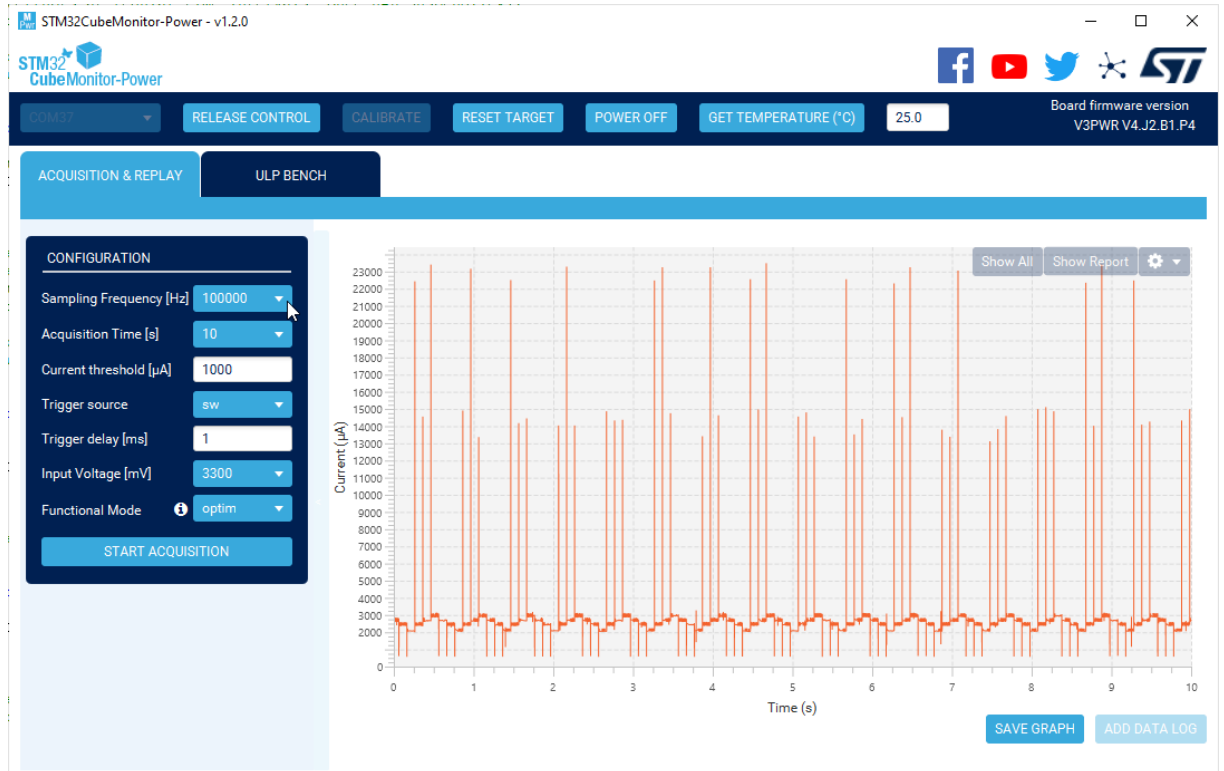 STM32CubeMonitor-Power - v1.2.0
STM32
CubeMonitor-Power
COM37 RELEASE CONTROL CALIBRATE RESET TARGET POWER OFF GET TEMPERATURE (°C) 25.0
Board firmware version
V3PWR V4.J2.B1.P4
ACQUISITION & REPLAY ULP BENCH
CONFIGURATION
Sampling Frequency [Hz] 100000
Acquisition Time [s] 10
Current threshold [µA] 1000
Trigger source sw
Trigger delay [ms] 1
Input Voltage [mV] 3300
Functional Mode optim
START ACQUISITION
Show All Show Report
Current (µA)
23000
22000
21000
20000
19000
18000
17000
16000
15000
14000
13000
12000
11000
10000
9000
8000
7000
6000
5000
4000
3000
2000
0
0 1 2 3 4 5 6 7 8 9 10
Time (s)
SAVE GRAPH ADD DATA LOG